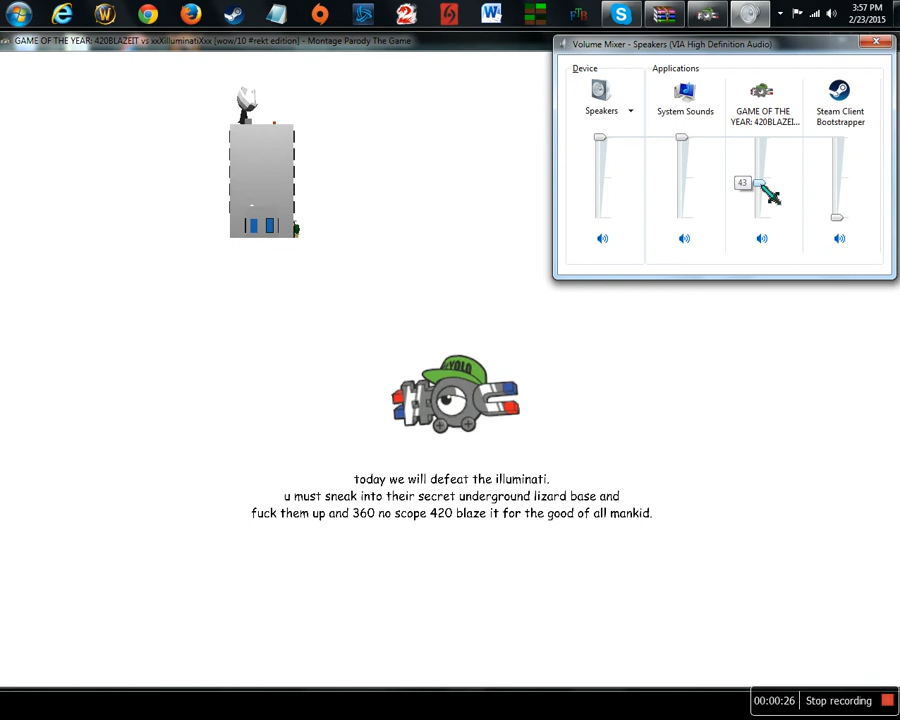 3:57 PM
2/23/2015
GAME OF THE YEAR: 420BLAZEIT vs xxXilluminatiXxx [wow/10 #rekt edition] - Montage Parody The Game
Volume Mixer - Speakers (VIA High Definition Audio)
Device
Applications
Speakers
System Sounds
GAME OF THE
YEAR: 420BLAZEI...
Steam Client
Bootstrapper
43
YOLO
today we will defeat the illuminati.
u must sneak into their secret underground lizard base and
fuck them up and 360 no scope 420 blaze it for the good of all mankid.
00:00:26
Stop recording